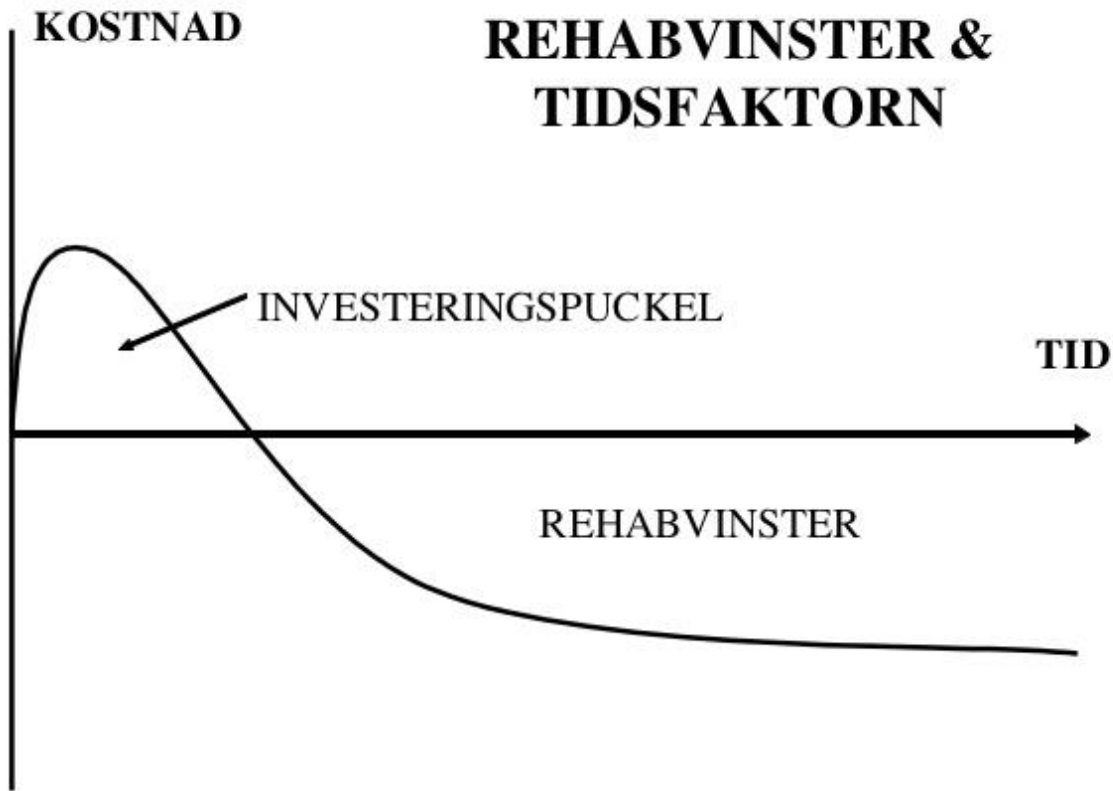 KOSTNAD
REHABVINSTER &
TIDSFAKTORN
INVESTERINGSPUCKEL
TID
REHABVINSTER